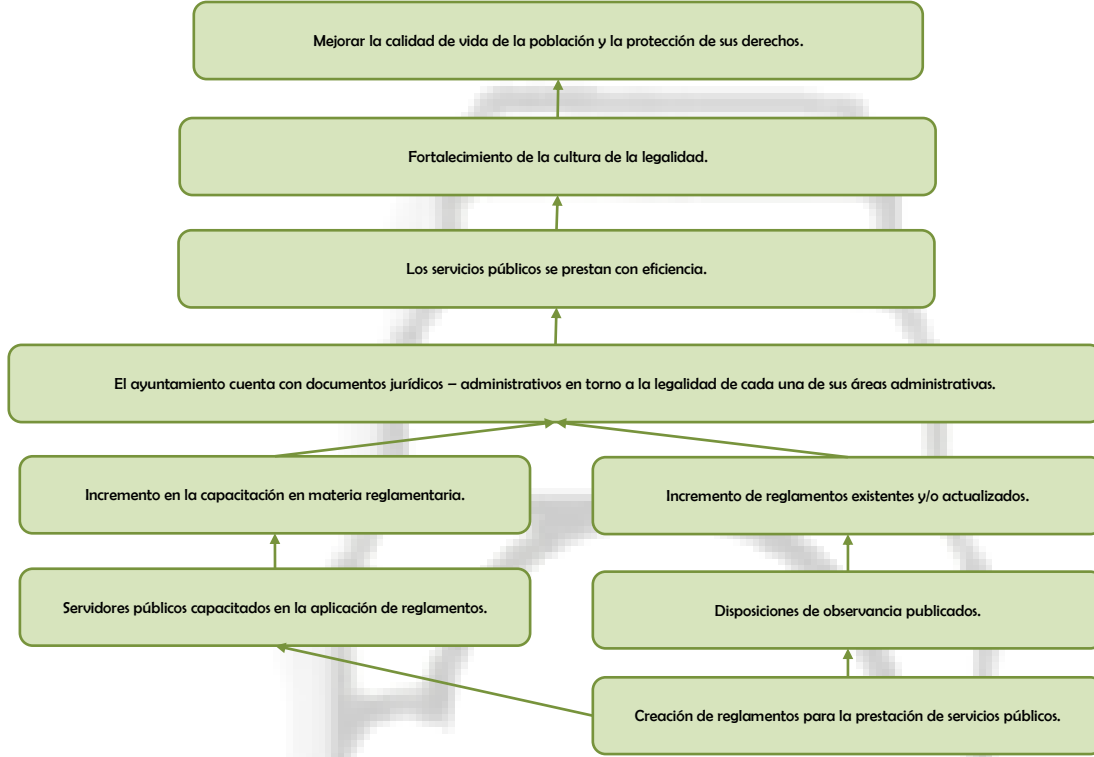 Mejorar la calidad de vida de la población y la protección de sus derechos.
Fortalecimiento de la cultura de la legalidad.
Los servicios públicos se prestan con eficiencia.
El ayuntamiento cuenta con documentos jurídicos – administrativos en torno a la legalidad de cada una de sus áreas administrativas.
Incremento en la capacitación en materia reglamentaria.
Incremento de reglamentos existentes y/o actualizados.
Servidores públicos capacitados en la aplicación de reglamentos.
Disposiciones de observancia publicados.
Creación de reglamentos para la prestación de servicios públicos.